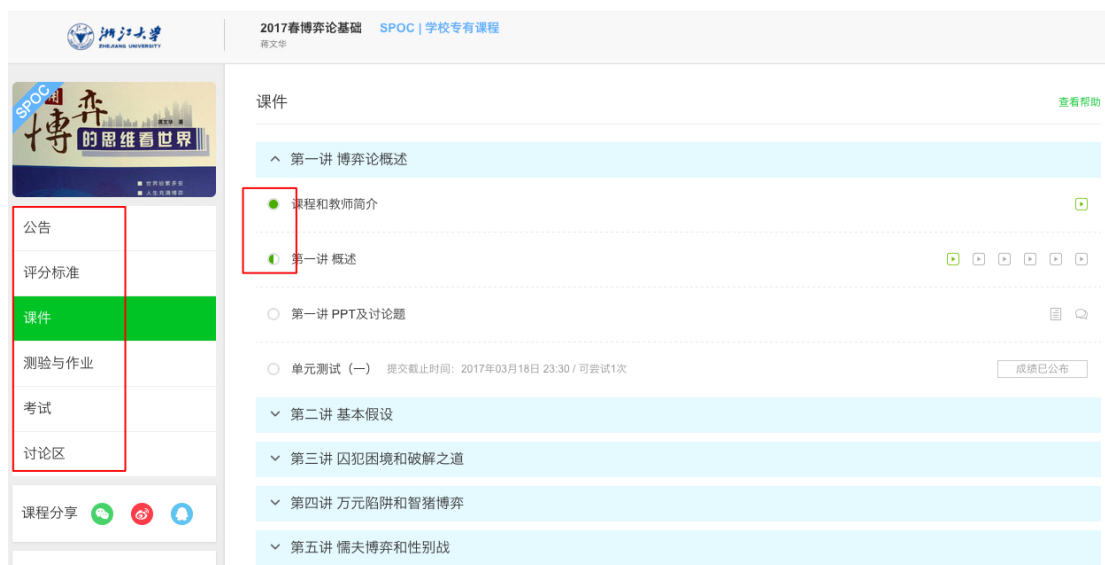 浙江大学
ZHEJIANG UNIVERSITY
2017春博弈论基础 SPOC | 学校专有课程
蒋文华
SPOC
用
博弈
蒋文华 著
的思维看世界
公告
评分标准
课件
测验与作业
考试
讨论区
课程分享
课件
查看帮助
第一讲 博弈论概述
课程和教师简介
第一讲 概述
第一讲 PPT及讨论题
单元测试（一） 提交截止时间：2017年03月18日 23:30 / 可尝试1次
成绩已公布
第二讲 基本假设
第三讲 囚犯困境和破解之道
第四讲 万元陷阱和智猪博弈
第五讲 懦夫博弈和性别战